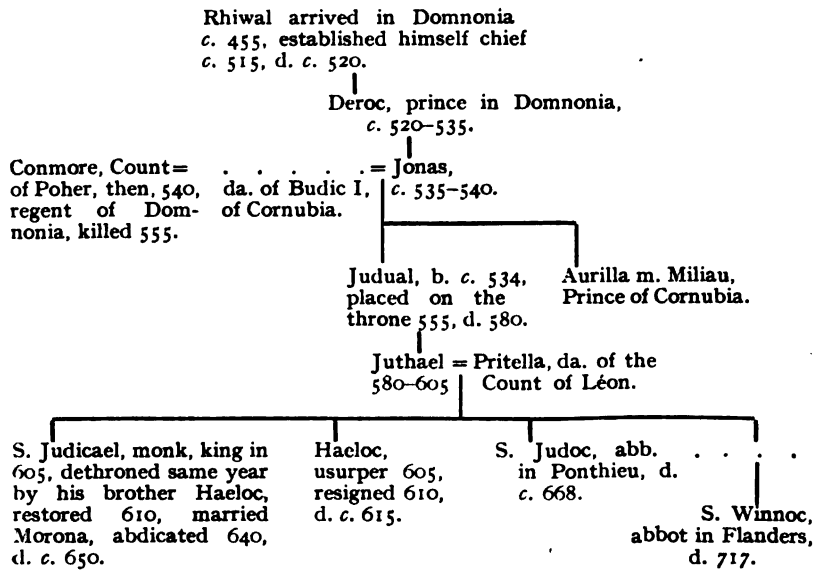 Rhiwal arrived in Domnonia
c. 455, established himself chief
c. 515, d. c. 520.
Deroc, prince in Domnonia,
c. 520–535.
Conmore, Count=
of Poher, then, 540,
regent of Dom-
nonia, killed 555.
. . . . . = Jonas,
da. of Budic I, c. 535–540.
of Cornubia.
Judual, b. c. 534,
placed on the
throne 555, d. 580.
Aurilla m. Miliau,
Prince of Cornubia.
Juthael = Pritella, da. of the
580–605 Count of Léon.
S. Judicael, monk, king in
605, dethroned same year
by his brother Haeloc,
restored 610, married
Morona, abdicated 640,
d. c. 650.
Haeloc,
usurper 605,
resigned 610,
d. c. 615.
S. Judoc, abb.
in Ponthieu, d.
c. 668.
. . . .
S. Winnoc,
abbot in Flanders,
d. 717.